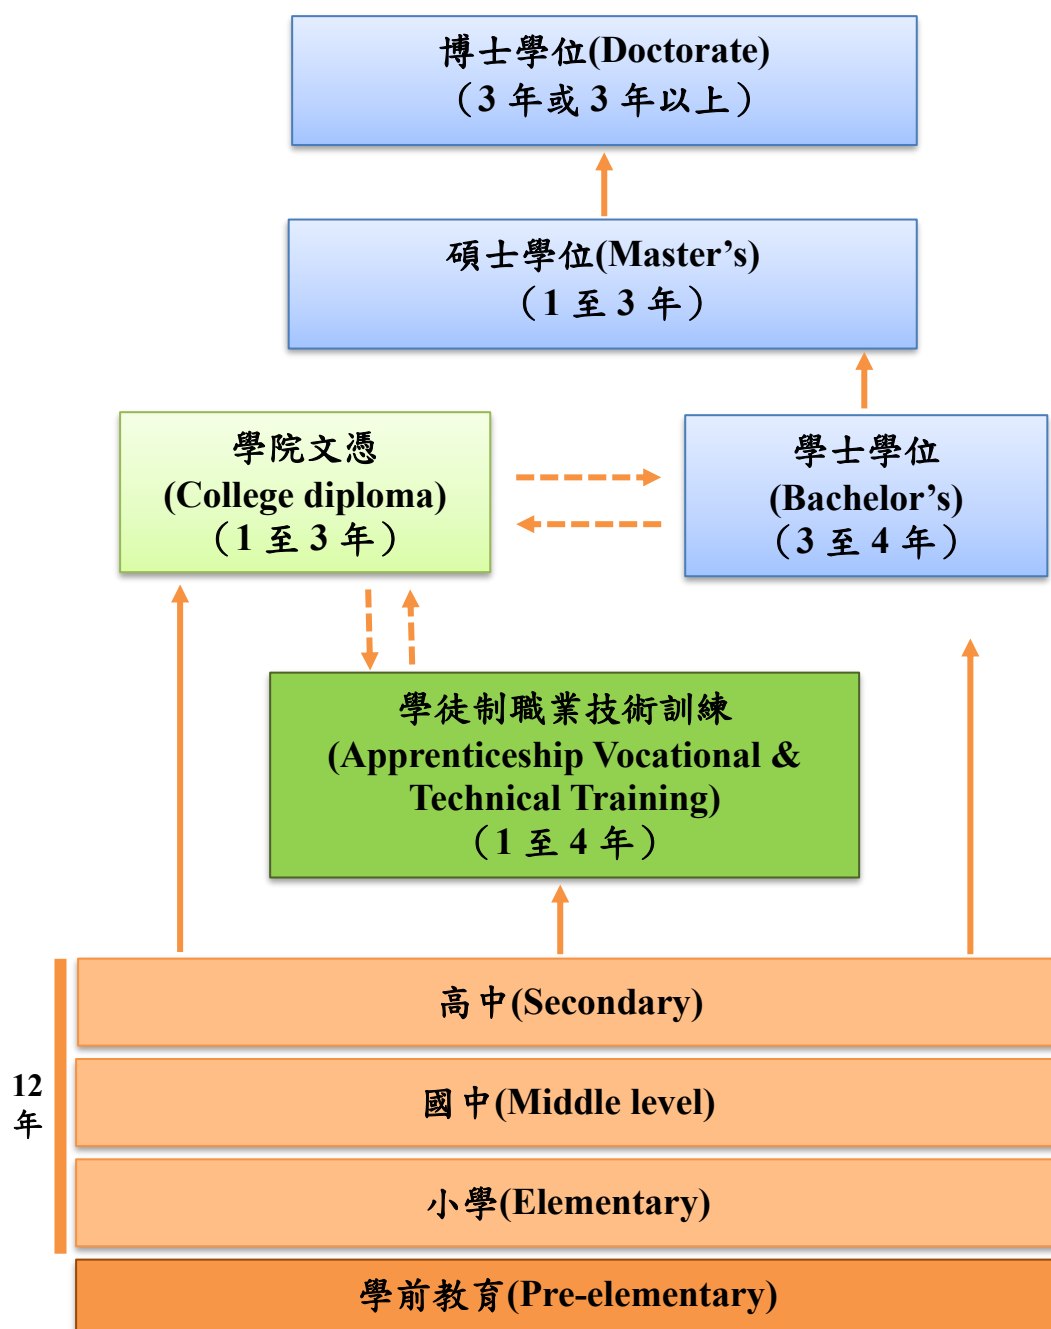 博士學位(Doctorate)
（3 年或 3 年以上）
碩士學位(Master’s)
（1 至 3 年）
學院文憑
(College diploma)
（1 至 3 年）
學士學位
(Bachelor’s)
（3 至 4 年）
學徒制職業技術訓練
(Apprenticeship Vocational &
Technical Training)
（1 至 4 年）
高中(Secondary)
12
年
國中(Middle level)
小學(Elementary)
學前教育(Pre-elementary)